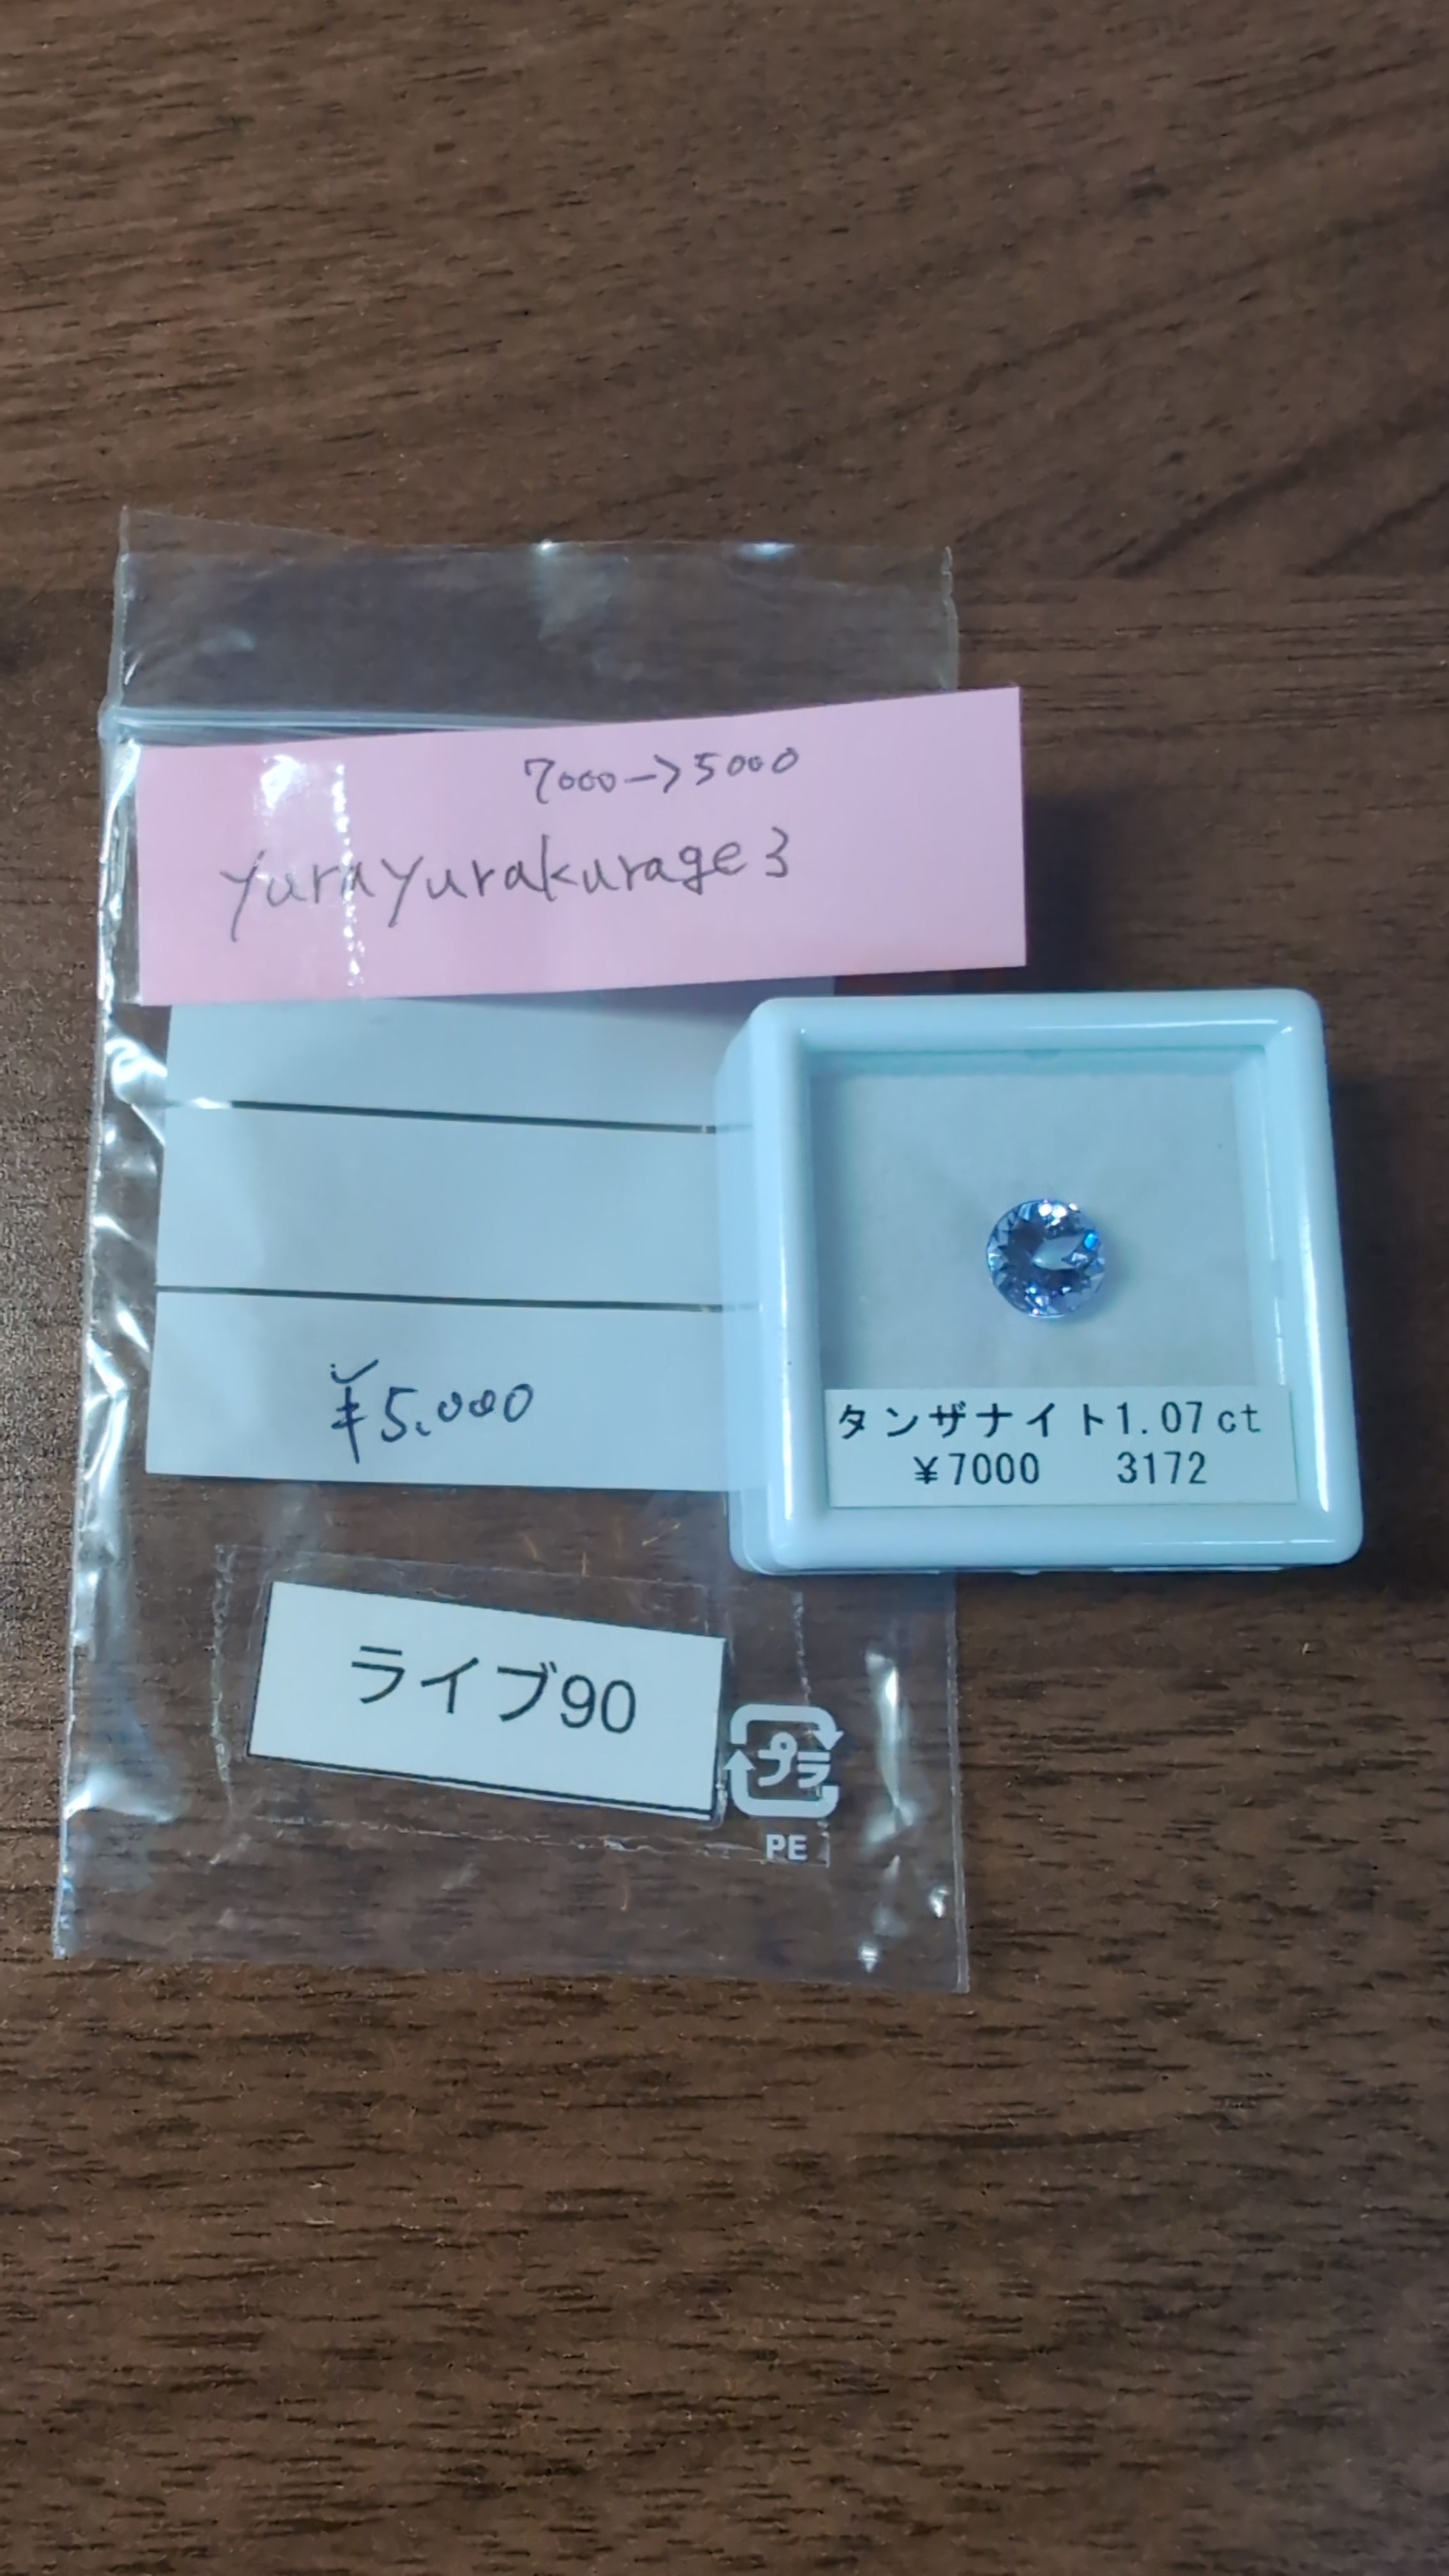 7000->5000
yurayurakurage3
¥5.000
タンザナイト1.07ct
¥7000 3172
ライブ90
プラ
PE